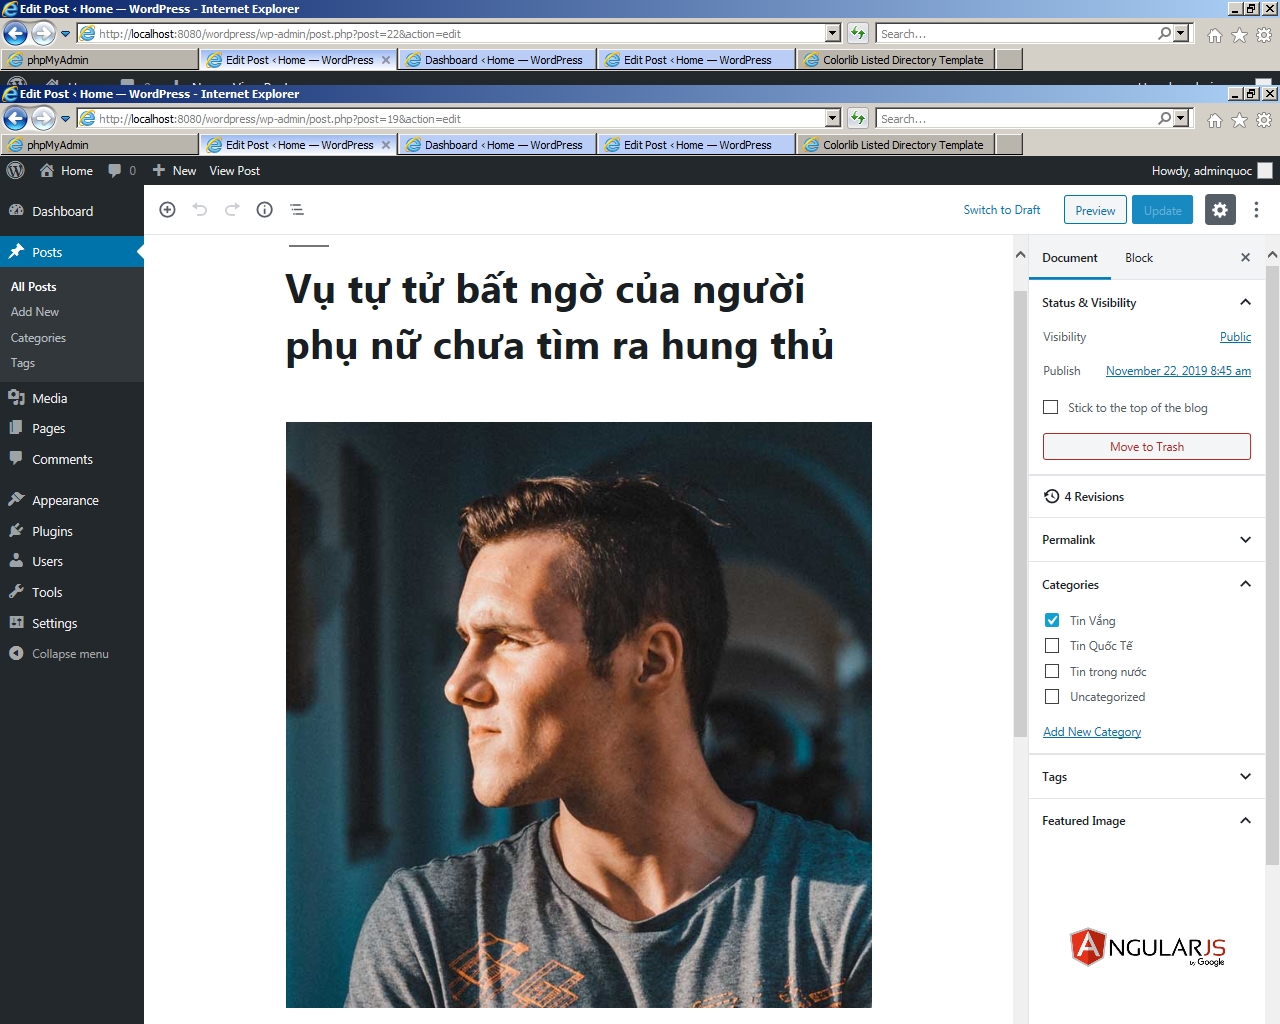 Edit Post ‹ Home — WordPress - Internet Explorer
http://localhost:8080/wordpress/wp-admin/post.php?post=22&action=edit
Search...
phpMyAdmin
Edit Post ‹ Home — WordPress
Dashboard ‹ Home — WordPress
Edit Post ‹ Home — WordPress
Colorlib Listed Directory Template
Edit Post ‹ Home — WordPress - Internet Explorer
http://localhost:8080/wordpress/wp-admin/post.php?post=19&action=edit
Search...
phpMyAdmin
Edit Post ‹ Home — WordPress
Dashboard ‹ Home — WordPress
Edit Post ‹ Home — WordPress
Colorlib Listed Directory Template
Home
0
New
View Post
Howdy, adminquoc
Dashboard
Posts
All Posts
Add New
Categories
Tags
Media
Pages
Comments
Appearance
Plugins
Users
Tools
Settings
Collapse menu
Switch to Draft
Preview
Update
Vụ tự tử bất ngờ của người
phụ nữ chưa tìm ra hung thủ
Document
Block
Status & Visibility
Visibility
Public
Publish
November 22, 2019 8:45 am
Stick to the top of the blog
Move to Trash
4 Revisions
Permalink
Categories
Tin Vắng
Tin Quốc Tế
Tin trong nước
Uncategorized
Add New Category
Tags
Featured Image
ANGULARJS
by Google